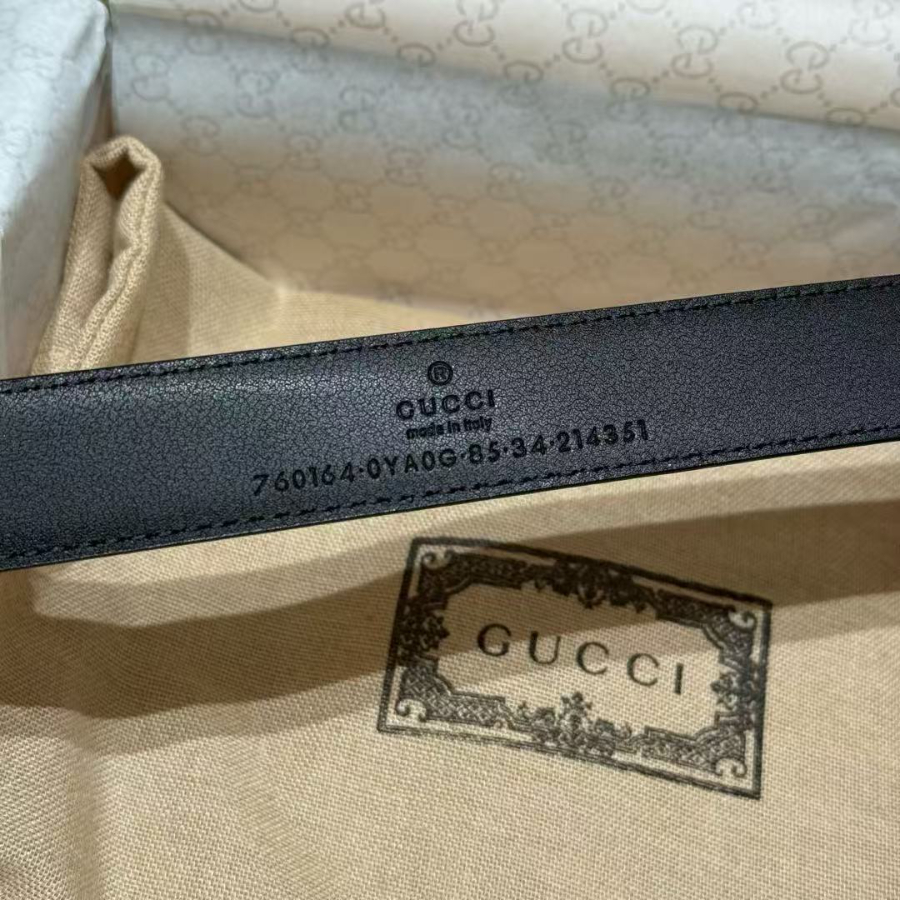 ®
GUCCI
made in Italy
760164·0YA0G·85·34·214351
GUCCI